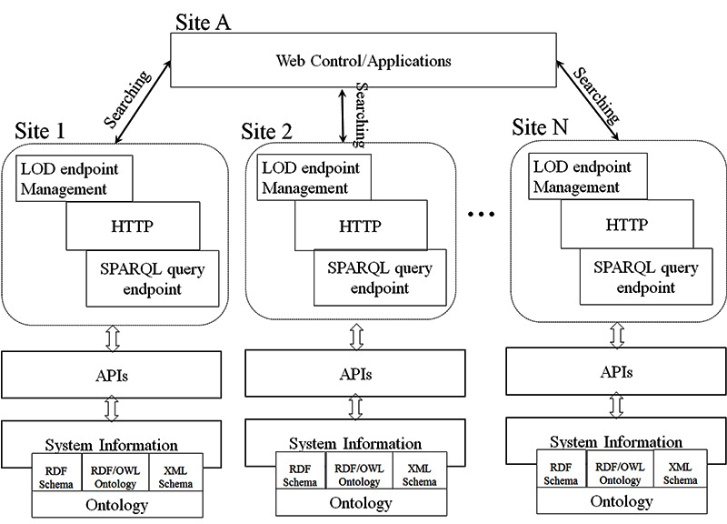 Site A
Web Control/Applications
Searching
Searching
Searching
Site 1
Site 2
Site N
LOD endpoint
Management
HTTP
SPARQL query
endpoint
LOD endpoint
Management
HTTP
SPARQL query
endpoint
...
LOD endpoint
Management
HTTP
SPARQL query
endpoint
APIs
APIs
APIs
System Information
RDF
Schema
RDF/OWL
Ontology
XML
Schema
Ontology
System Information
RDF
Schema
RDF/OWL
Ontology
XML
Schema
Ontology
System Information
RDF
Schema
RDF/OWL
Ontology
XML
Schema
Ontology